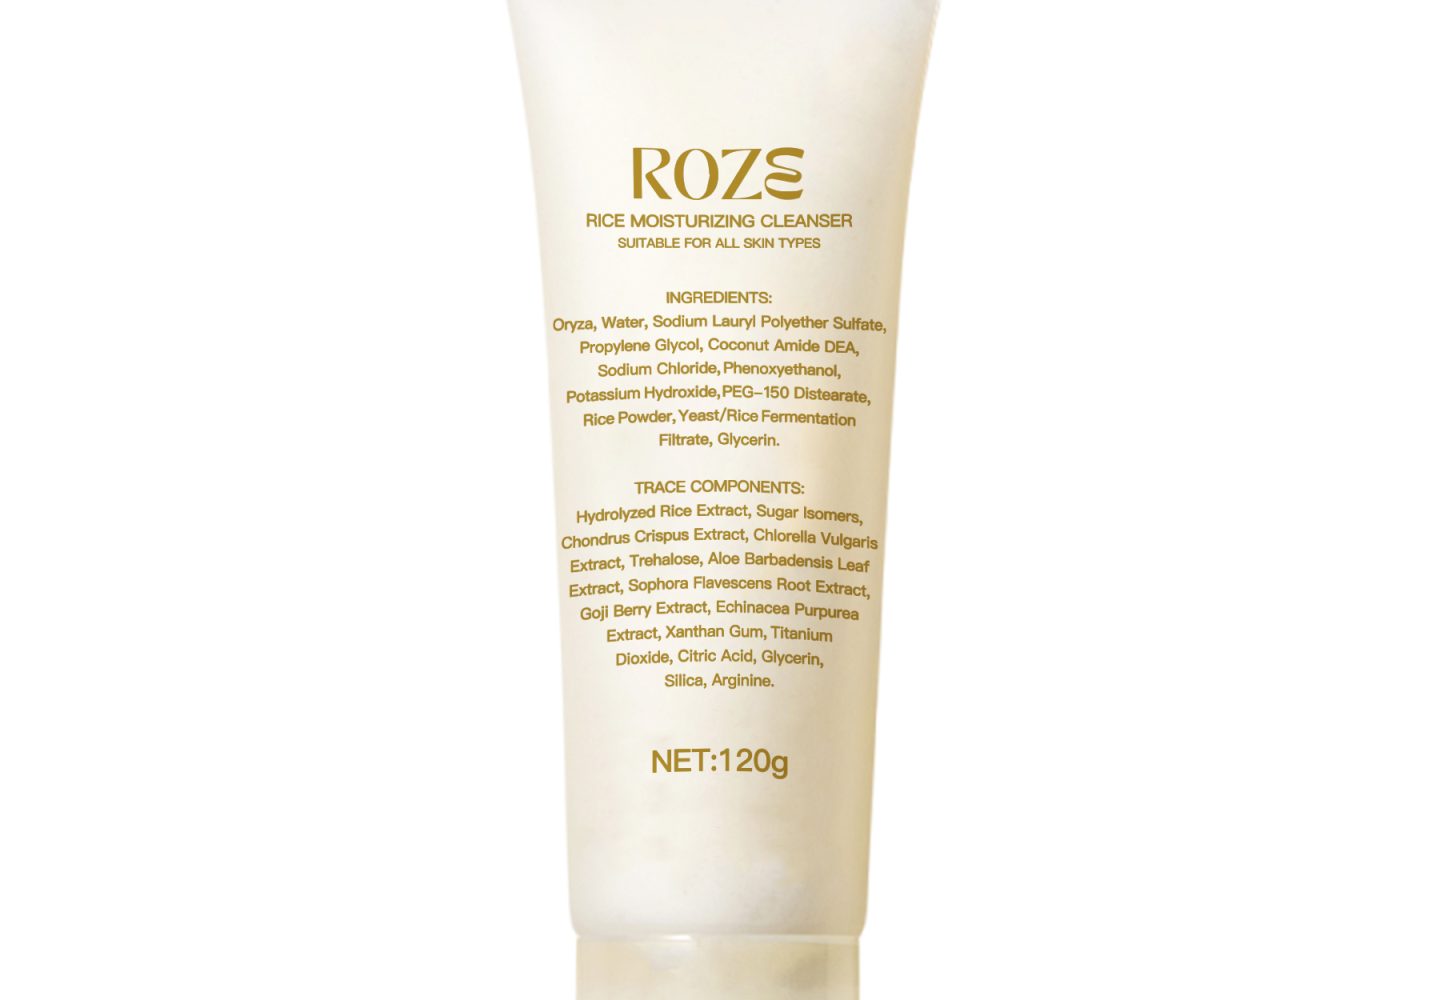 ROZE
RICE MOISTURIZING CLEANSER
SUITABLE FOR ALL SKIN TYPES
INGREDIENTS:
Oryza, Water, Sodium Lauryl Polyether Sulfate,
Propylene Glycol, Coconut Amide DEA,
Sodium Chloride, Phenoxyethanol,
Potassium Hydroxide, PEG-150 Distearate,
Rice Powder, Yeast/Rice Fermentation
Filtrate, Glycerin.
TRACE COMPONENTS:
Hydrolyzed Rice Extract, Sugar Isomers,
Chondrus Crispus Extract, Chlorella Vulgaris
Extract, Trehalose, Aloe Barbadensis Leaf
Extract, Sophora Flavescens Root Extract,
Goji Berry Extract, Echinacea Purpurea
Extract, Xanthan Gum, Titanium
Dioxide, Citric Acid, Glycerin,
Silica, Arginine.
NET:120g